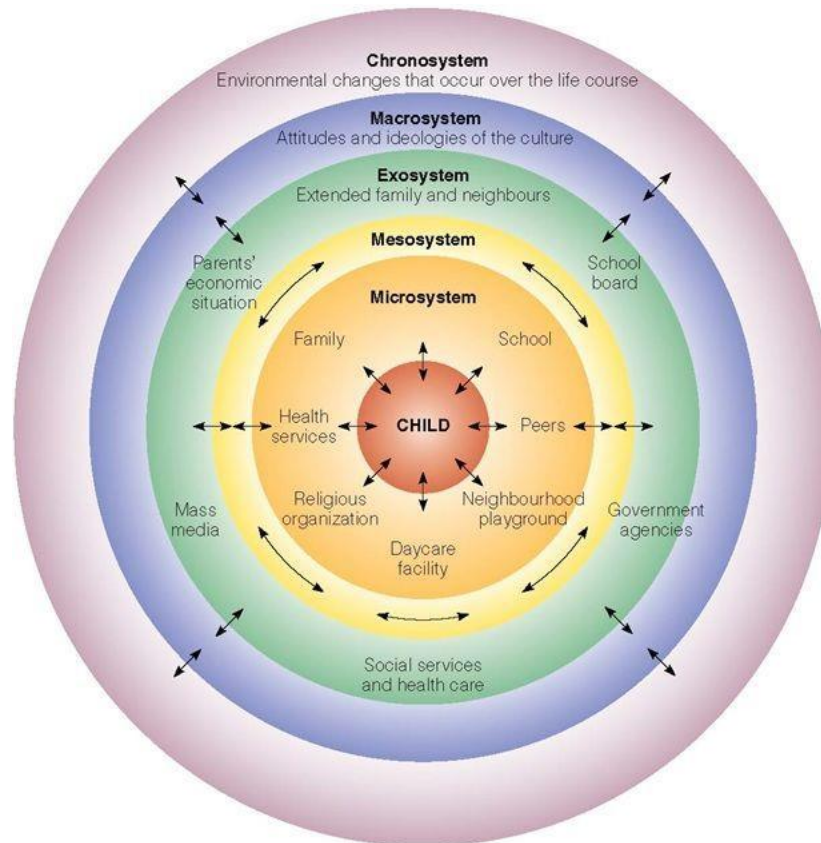 Chronosystem
Environmental changes that occur over the life course
Macrosystem
Attitudes and ideologies of the culture
Exosystem
Extended family and neighbours
Mesosystem
Parents'
economic
situation
School
board
Microsystem
Family
School
Health
services
CHILD
Peers
Religious
organization
Neighbourhood
playground
Mass
media
Government
agencies
Daycare
facility
Social services
and health care